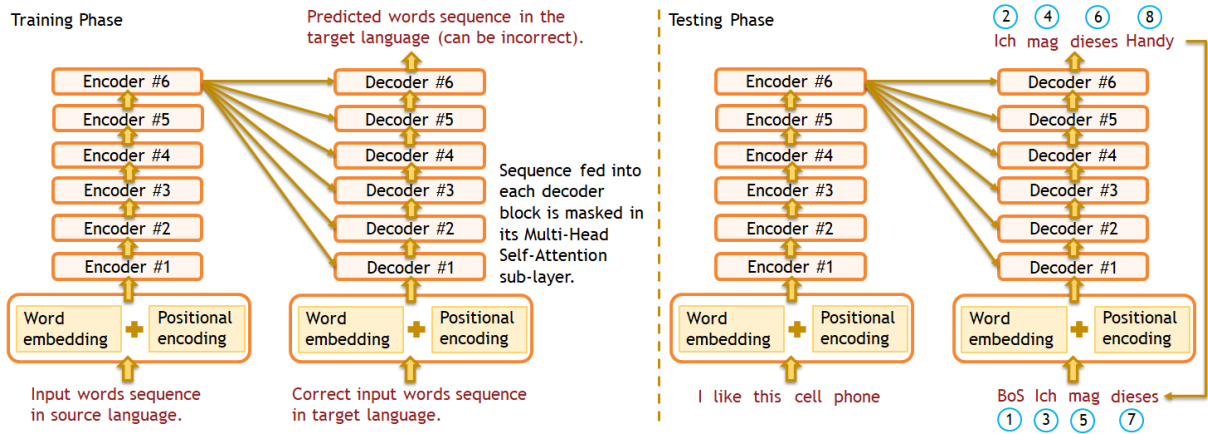 Training Phase
Predicted words sequence in the
target language (can be incorrect).
Encoder #6
Encoder #5
Encoder #4
Encoder #3
Encoder #2
Encoder #1
Word
embedding
+
Positional
encoding
Input words sequence
in source language.
Decoder #6
Decoder #5
Decoder #4
Decoder #3
Decoder #2
Decoder #1
Word
embedding
+
Positional
encoding
Correct input words sequence
in target language.
Sequence fed into
each decoder
block is masked in
its Multi-Head
Self-Attention
sub-layer.
Testing Phase
2 4 6 8
Ich mag dieses Handy
Encoder #6
Encoder #5
Encoder #4
Encoder #3
Encoder #2
Encoder #1
Word
embedding
+
Positional
encoding
I like this cell phone
Decoder #6
Decoder #5
Decoder #4
Decoder #3
Decoder #2
Decoder #1
Word
embedding
+
Positional
encoding
BoS Ich mag dieses
1 3 5 7